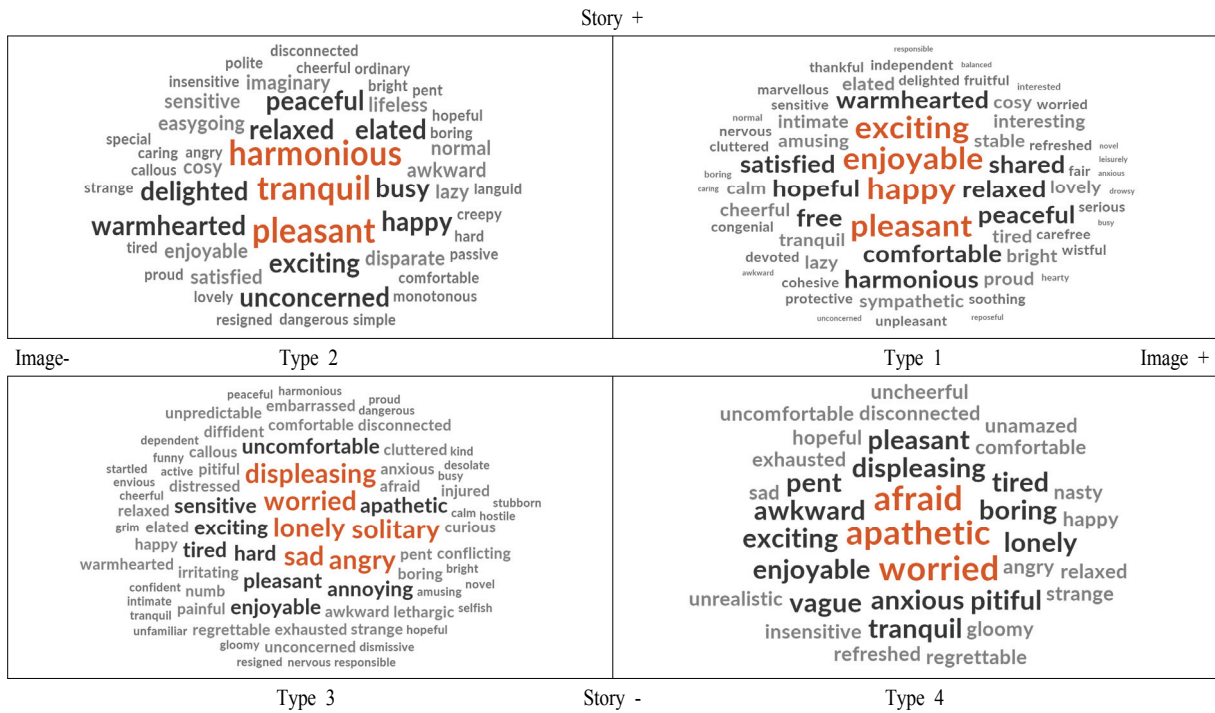 Story +
disconnected
polite
cheerful ordinary
insensitive imaginary bright pent
sensitive peaceful lifeless
hopeful
easygoing relaxed elated boring
special
caring angry harmonious normal
callous cosy awkward
strange delighted tranquil busy lazy languid
warmhearted pleasant happy creepy
hard
tired enjoyable exciting disparate passive
proud satisfied comfortable
lovely unconcerned monotonous
resigned dangerous simple
responsible
thankful independent balanced
marvellous elated delighted fruitful interested
sensitive warmhearted cosy worried
normal intimate exciting interesting
nervous
cluttered amusing stable refreshed novel
satisfied enjoyable shared fair leisurely
boring anxious
caring calm hopeful happy relaxed lovely drowsy
cheerful free pleasant peaceful serious
congenial busy
tranquil tired carefree
devoted lazy comfortable bright wistful
awkward cohesive harmonious proud hearty
protective sympathetic soothing
unconcerned unpleasant reposeful
Image- Type 2 Type 1 Image +
peaceful harmonious proud
unpredictable embarrassed dangerous
diffident comfortable disconnected
dependent uncomfortable cluttered kind
funny callous
startled active pitiful displeasing anxious desolate
envious busy
cheerful distressed worried afraid injured
relaxed sensitive apathetic calm stubborn
hostile
grim elated exciting lonely solitary curious
happy tired hard sad angry pent conflicting
warmhearted irritating boring bright
confident numb pleasant annoying amusing novel
intimate
tranquil painful enjoyable awkward lethargic selfish
unfamiliar regrettable exhausted strange hopeful
gloomy unconcerned dismissive
resigned nervous responsible
uncheerful
uncomfortable disconnected
unamazed
hopeful pleasant comfortable
exhausted displeasing
sad pent afraid tired nasty
awkward boring happy
exciting apathetic lonely
enjoyable worried angry relaxed
unrealistic vague anxious pitiful strange
insensitive tranquil gloomy
refreshed regrettable
Type 3 Story - Type 4